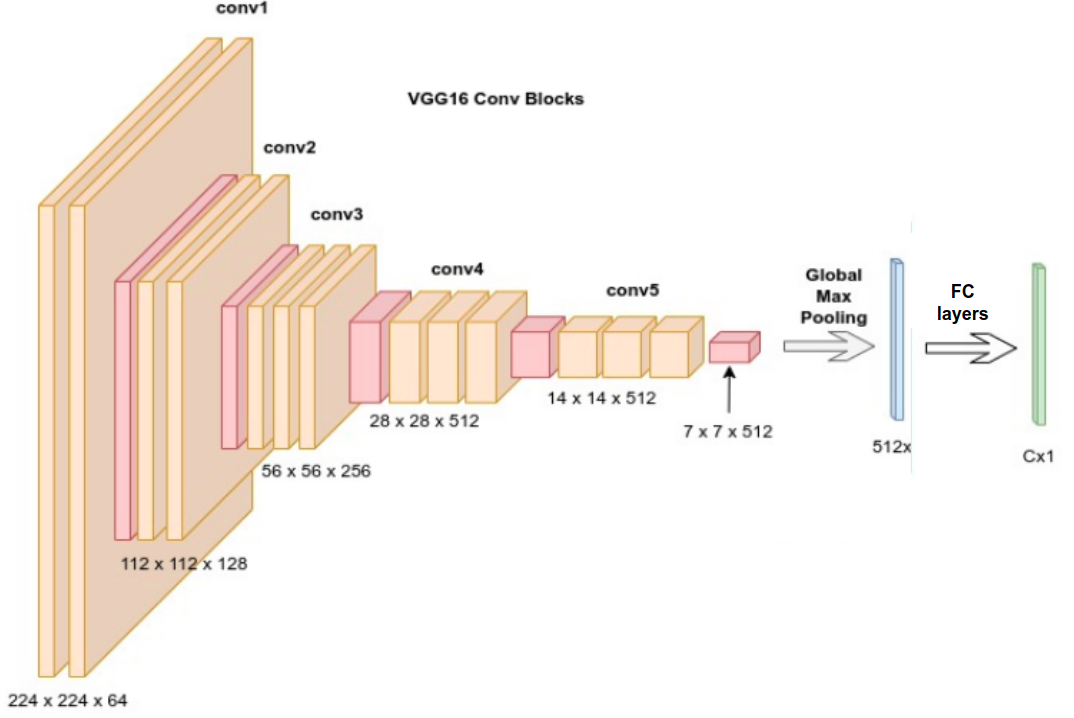 conv1
VGG16 Conv Blocks
conv2
conv3
conv4
conv5
Global
Max
Pooling
FC
layers
28 x 28 x 512
14 x 14 x 512
7 x 7 x 512
512x
Cx1
56 x 56 x 256
112 x 112 x 128
224 x 224 x 64